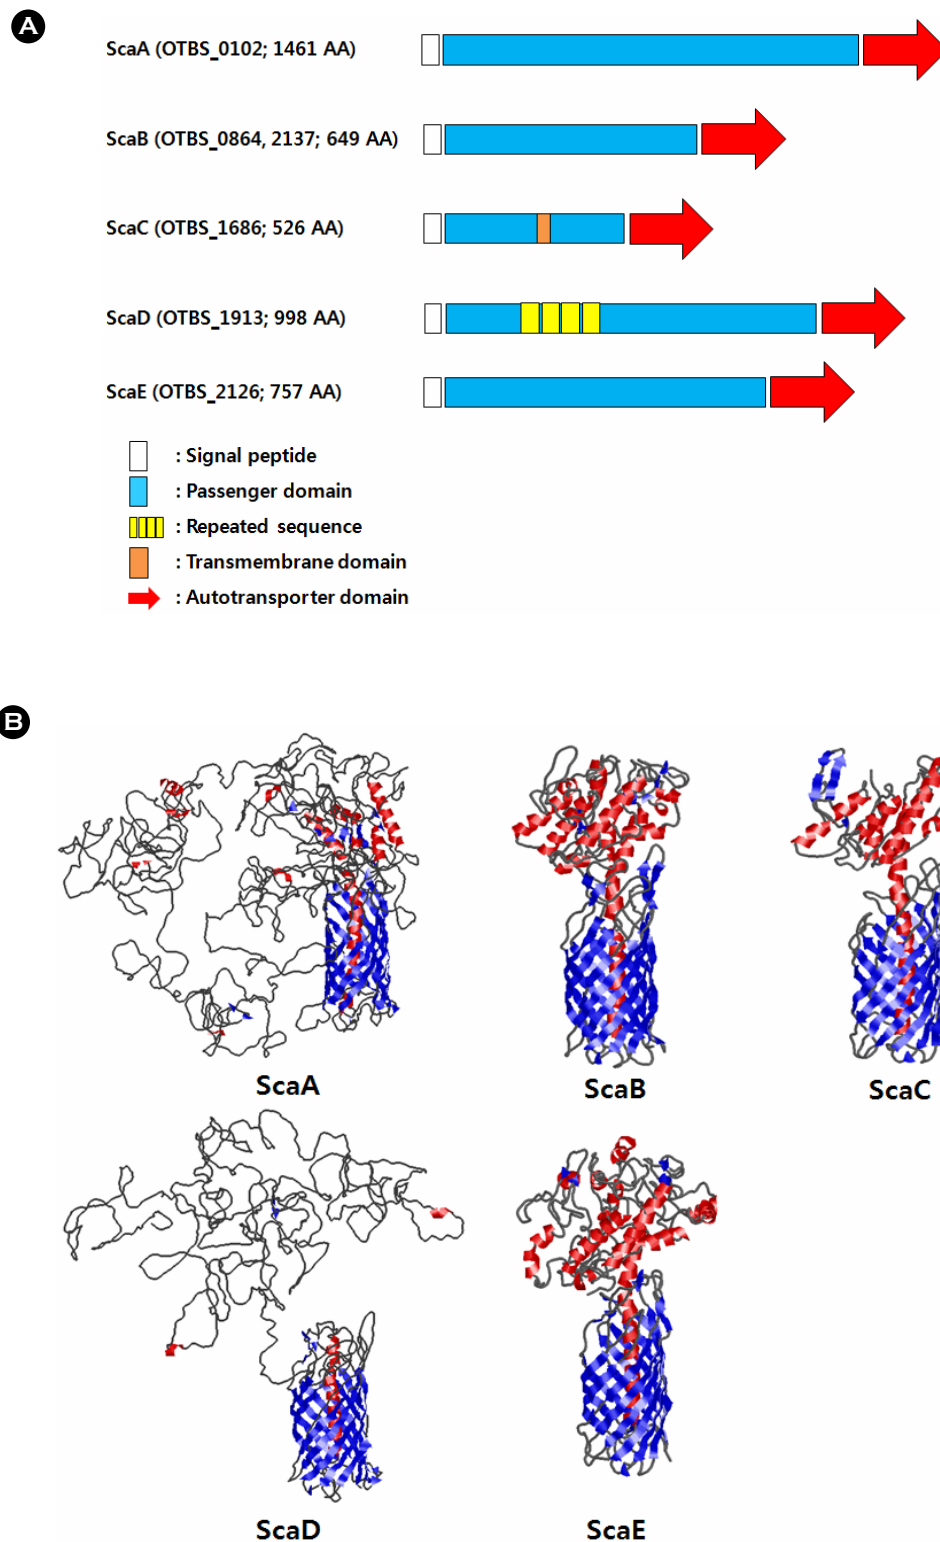 A
ScaA (OTBS_0102; 1461 AA)
ScaB (OTBS_0864, 2137; 649 AA)
ScaC (OTBS_1686; 526 AA)
ScaD (OTBS_1913; 998 AA)
ScaE (OTBS_2126; 757 AA)
: Signal peptide
: Passenger domain
: Repeated sequence
: Transmembrane domain
: Autotransporter domain
B
ScaA
ScaB
ScaC
ScaD
ScaE